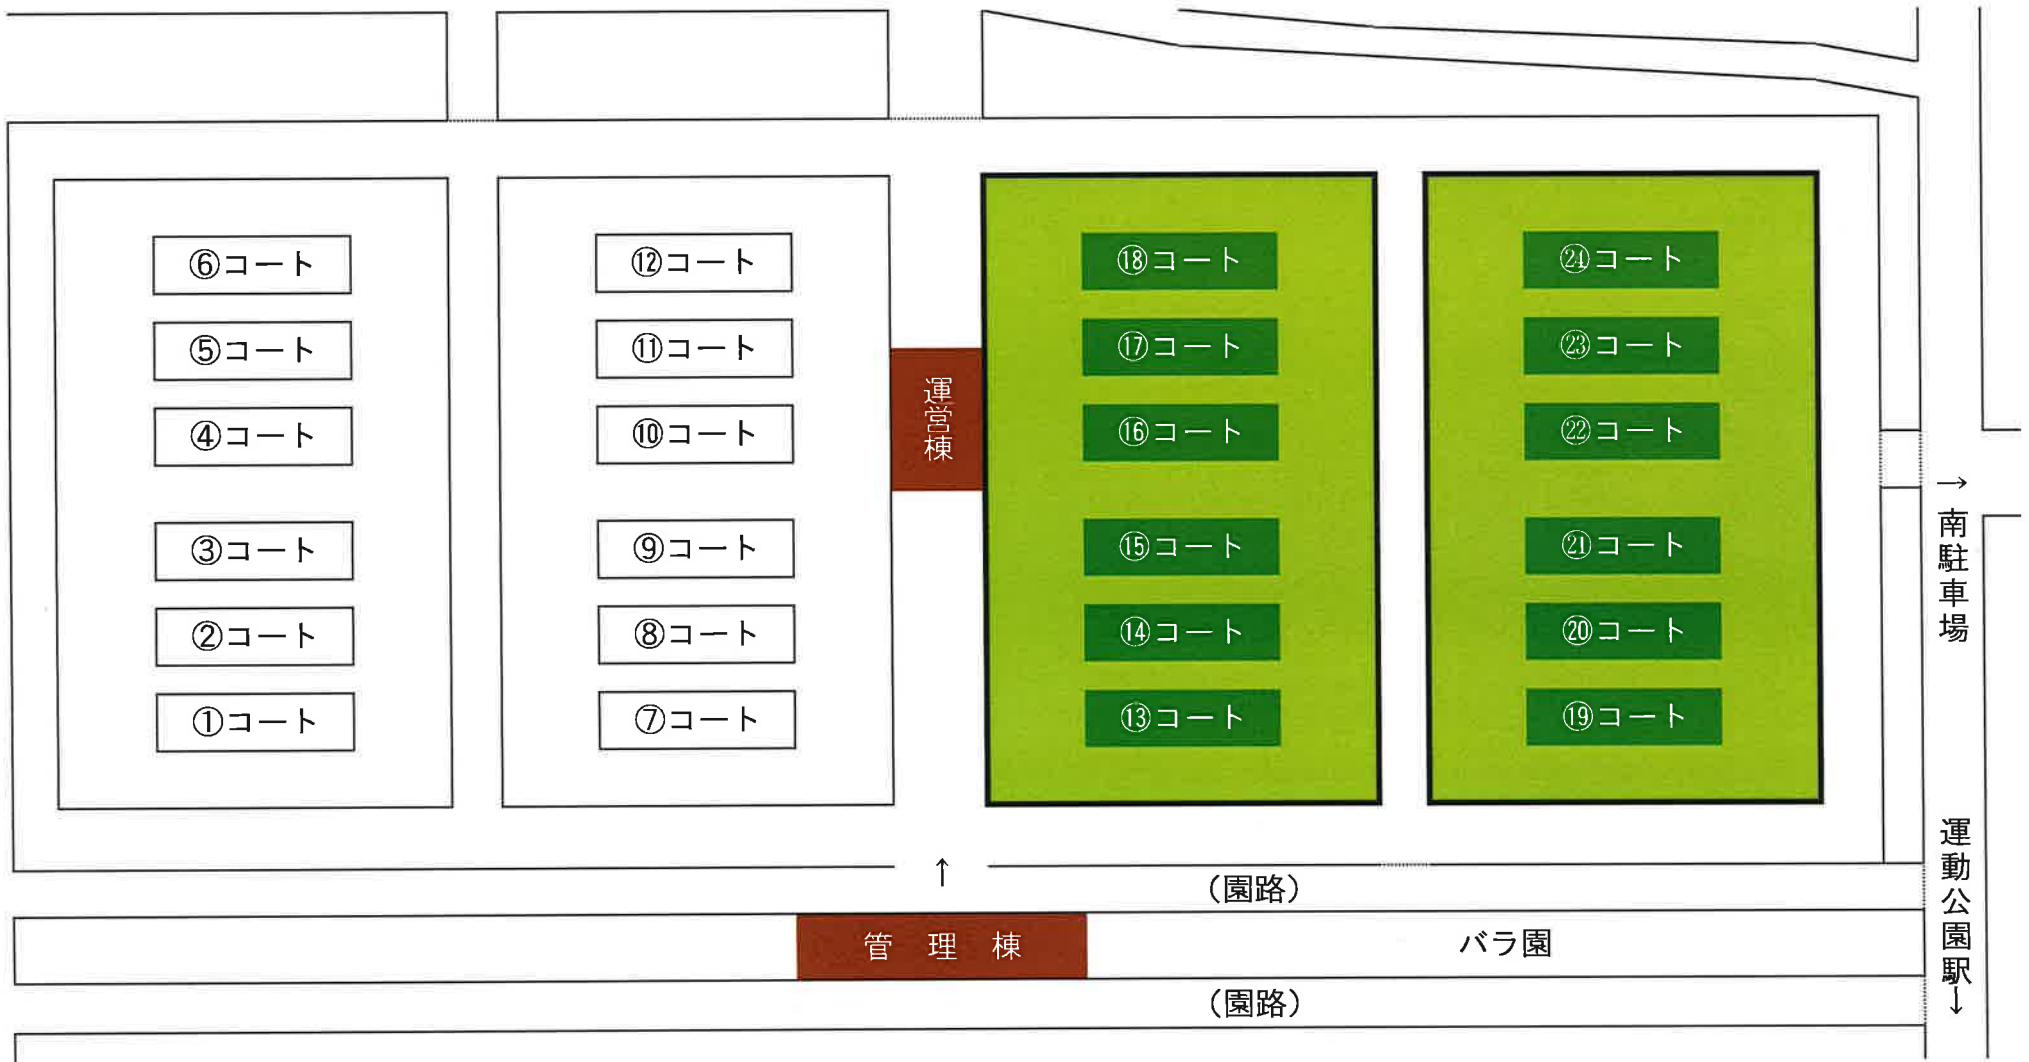 ⑥コート
⑤コート
④コート
③コート
②コート
①コート
⑫コート
⑪コート
⑩コート
⑨コート
⑧コート
⑦コート
運営棟
⑱コート
⑰コート
⑯コート
⑮コート
⑭コート
⑬コート
㉔コート
㉓コート
㉒コート
㉑コート
⑳コート
⑲コート
→
南駐車場
運動公園駅↓
↑
(園路)
管理棟
バラ園
(園路)